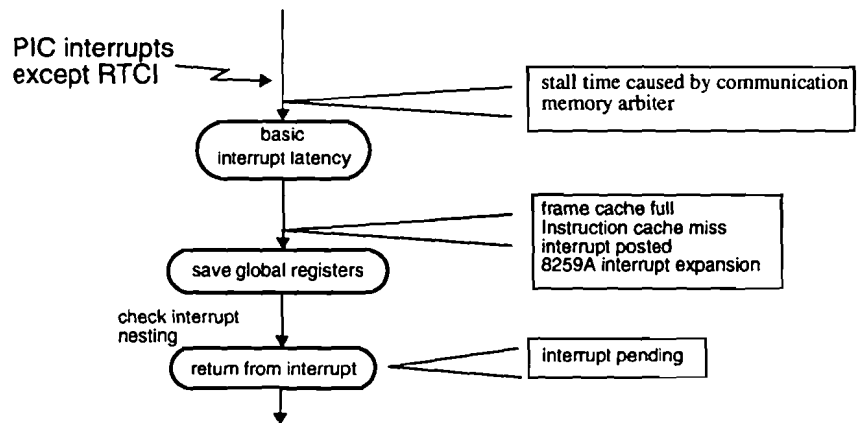 PIC interrupts
except RTCI
stall time caused by communication
memory arbiter
basic
interrupt latency
frame cache full
Instruction cache miss
interrupt posted
8259A interrupt expansion
save global registers
check interrupt
nesting
return from interrupt
interrupt pending